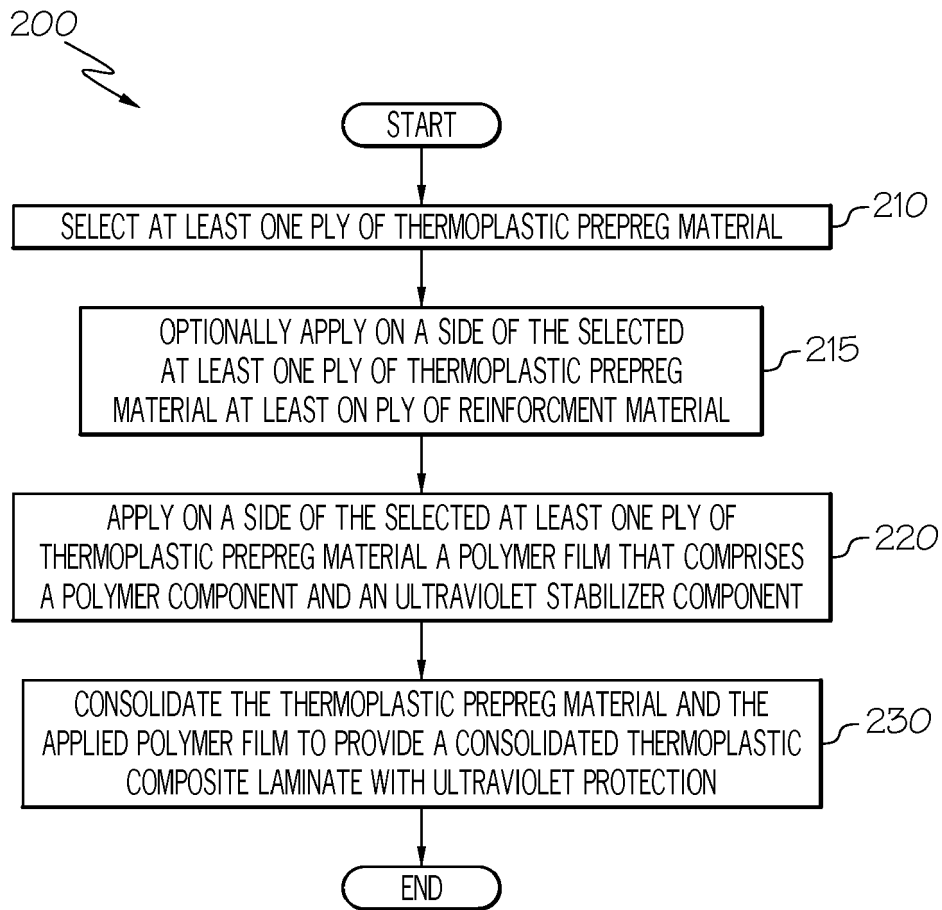 200
START
SELECT AT LEAST ONE PLY OF THERMOPLASTIC PREPREG MATERIAL
210
OPTIONALLY APPLY ON A SIDE OF THE SELECTED
AT LEAST ONE PLY OF THERMOPLASTIC PREPREG
MATERIAL AT LEAST ON PLY OF REINFORCMENT MATERIAL
215
APPLY ON A SIDE OF THE SELECTED AT LEAST ONE PLY OF
THERMOPLASTIC PREPREG MATERIAL A POLYMER FILM THAT COMPRISES
A POLYMER COMPONENT AND AN ULTRAVIOLET STABILIZER COMPONENT
220
CONSOLIDATE THE THERMOPLASTIC PREPREG MATERIAL AND THE
APPLIED POLYMER FILM TO PROVIDE A CONSOLIDATED THERMOPLASTIC
COMPOSITE LAMINATE WITH ULTRAVIOLET PROTECTION
230
END